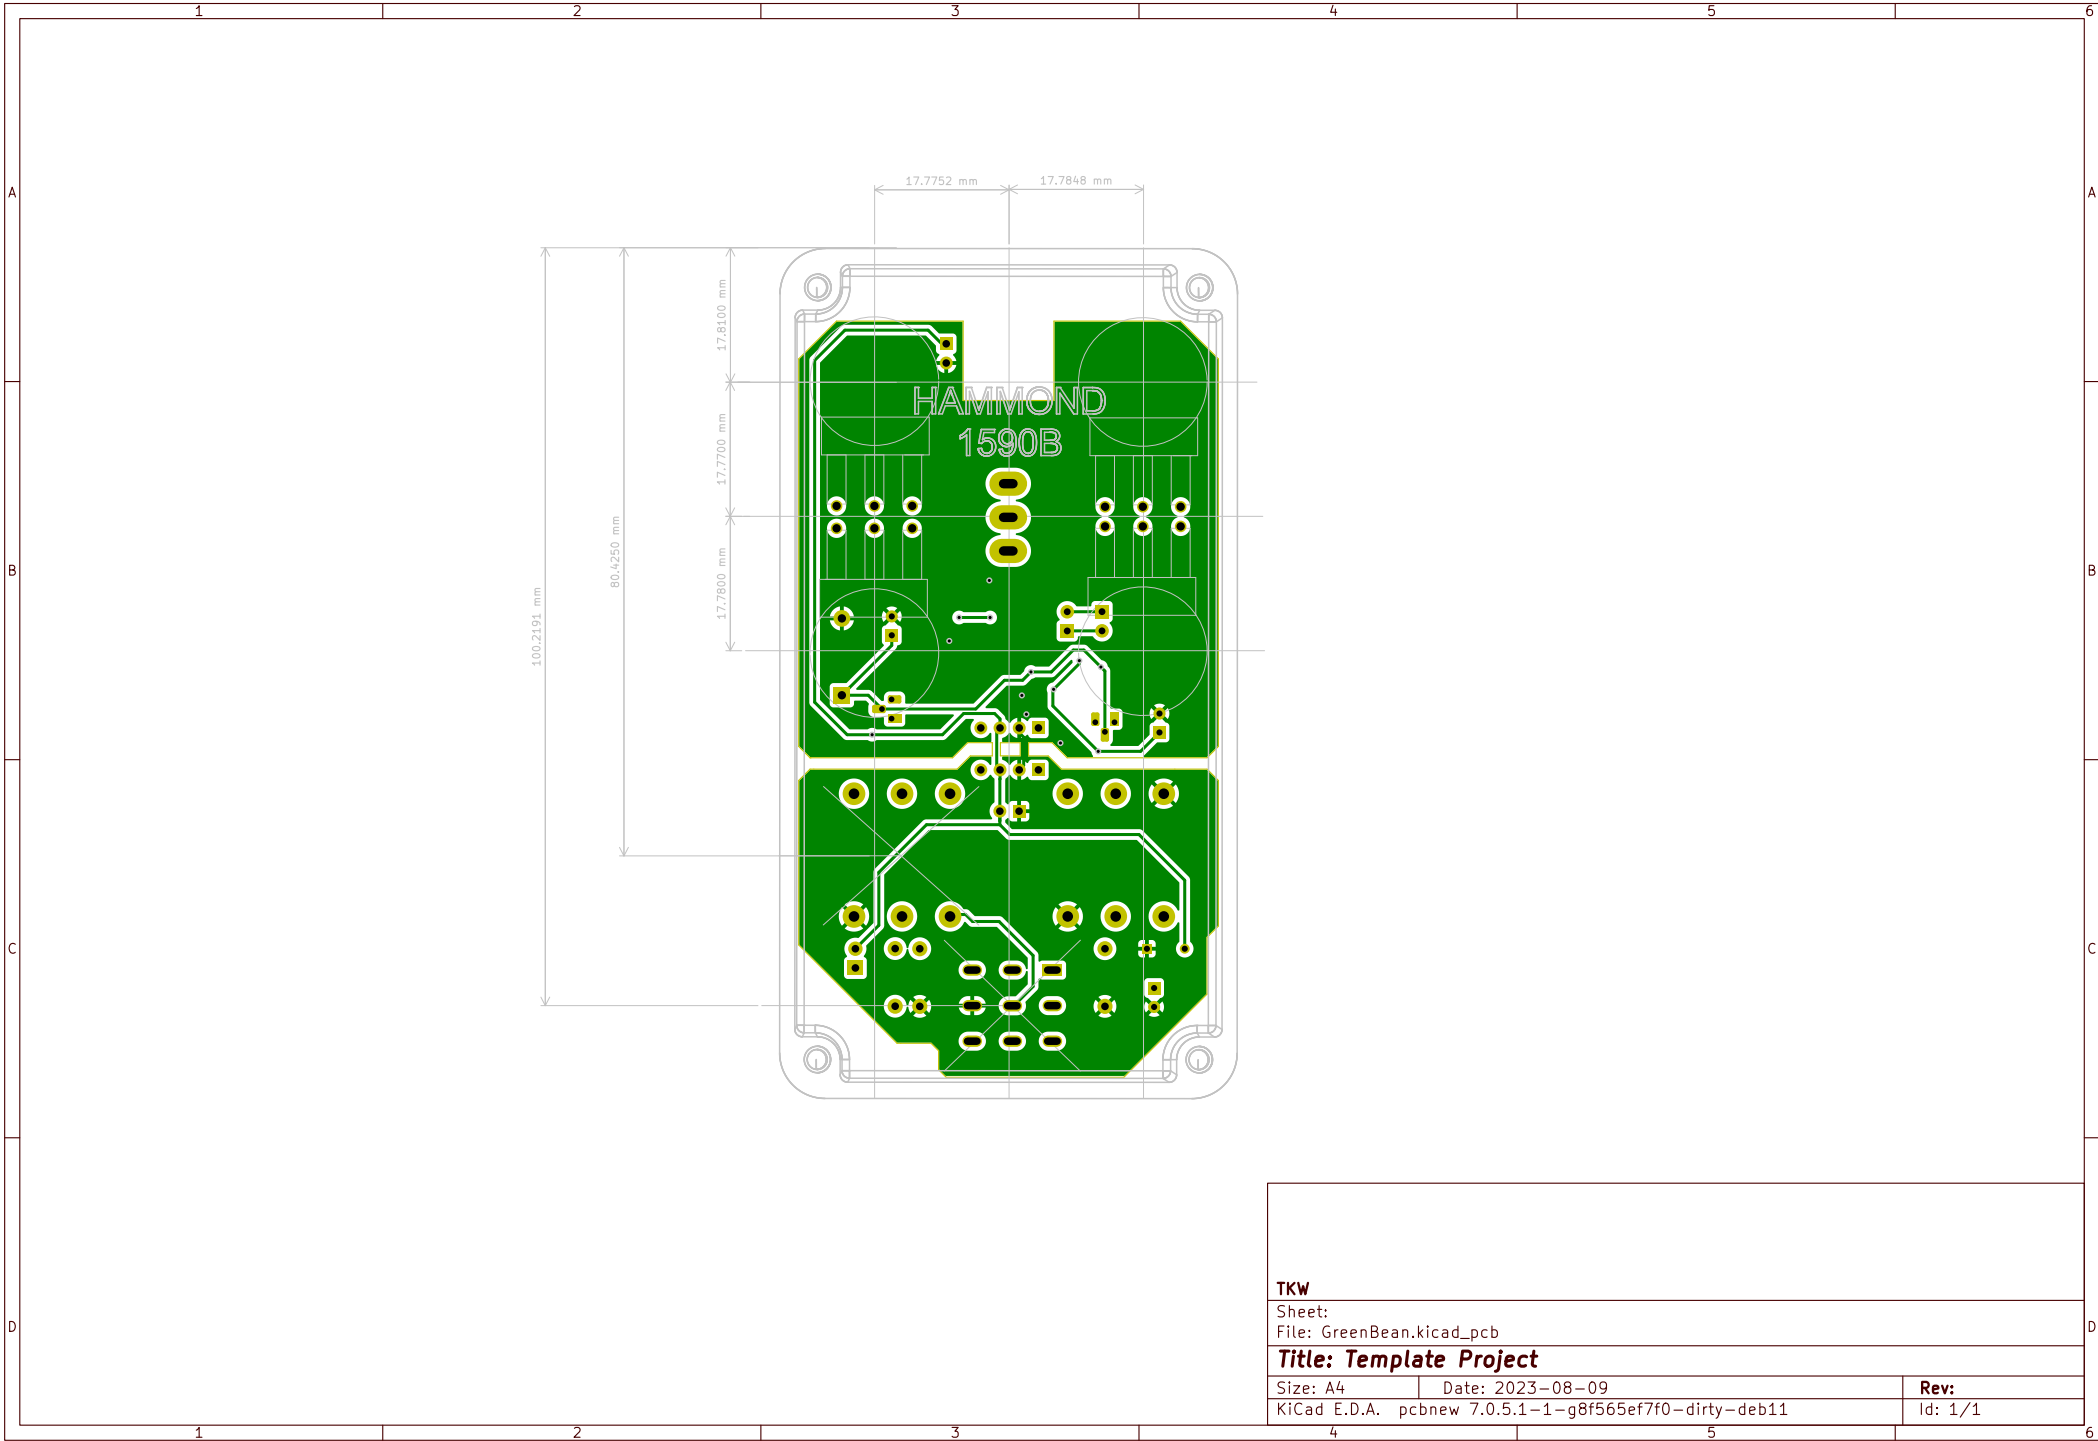 1 2 3 4 5 6
A A
17.7752 mm 17.7848 mm
17.8100 mm
HAMMOND
1590B
17.7700 mm
80.4250 mm
B B
17.7800 mm
100.2191 mm
C C
TKW
Sheet:
File: GreenBean.kicad_pcb
D D
Title: Template Project
Size: A4 Date: 2023-08-09 Rev:
KiCad E.D.A. pcbnew 7.0.5.1-1-g8f565ef7f0-dirty-deb11 Id: 1/1
1 2 3 4 5 6